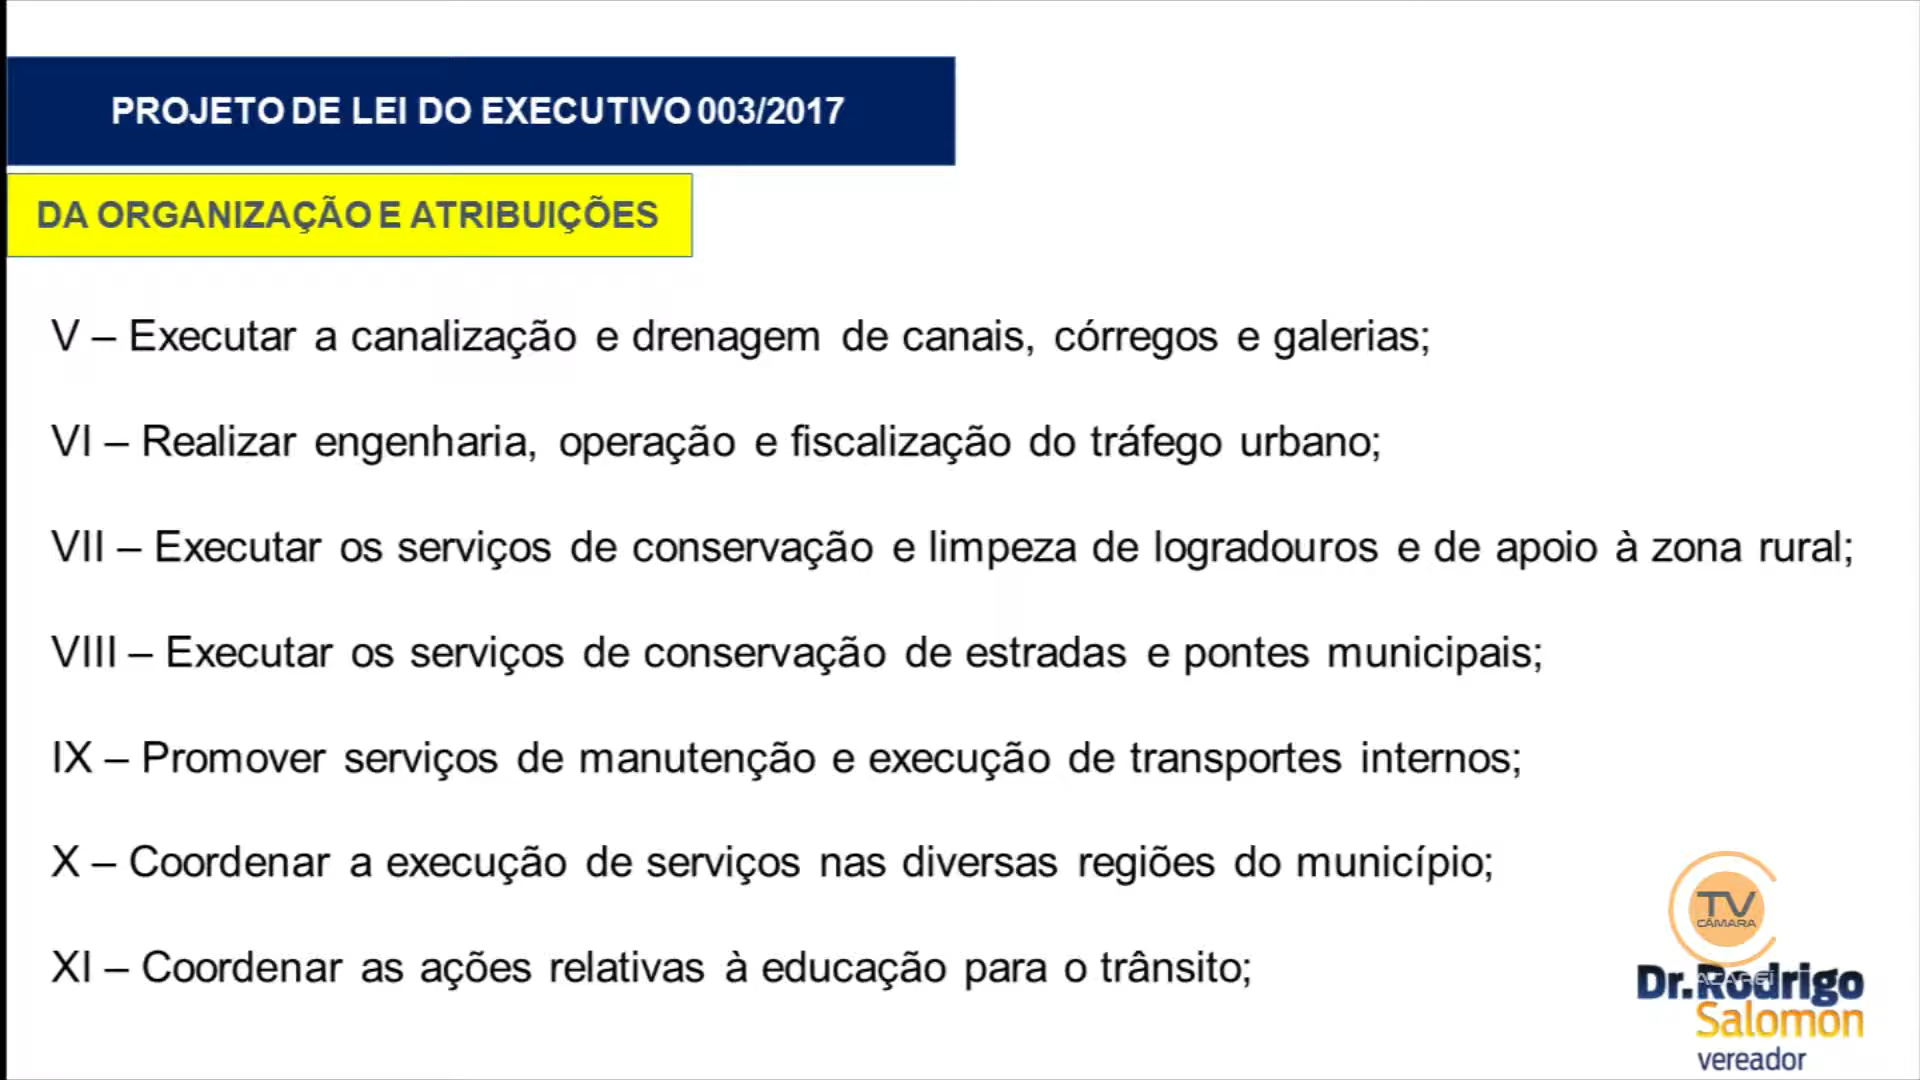 PROJETO DE LEI DO EXECUTIVO 003/2017
DA ORGANIZAÇÃO E ATRIBUIÇÕES
V – Executar a canalização e drenagem de canais, córregos e galerias;
VI – Realizar engenharia, operação e fiscalização do tráfego urbano;
VII – Executar os serviços de conservação e limpeza de logradouros e de apoio à zona rural;
VIII – Executar os serviços de conservação de estradas e pontes municipais;
IX – Promover serviços de manutenção e execução de transportes internos;
X – Coordenar a execução de serviços nas diversas regiões do município;
XI – Coordenar as ações relativas à educação para o trânsito;
TV
CÂMARA
Dr. Rodrigo
Salomon
vereador